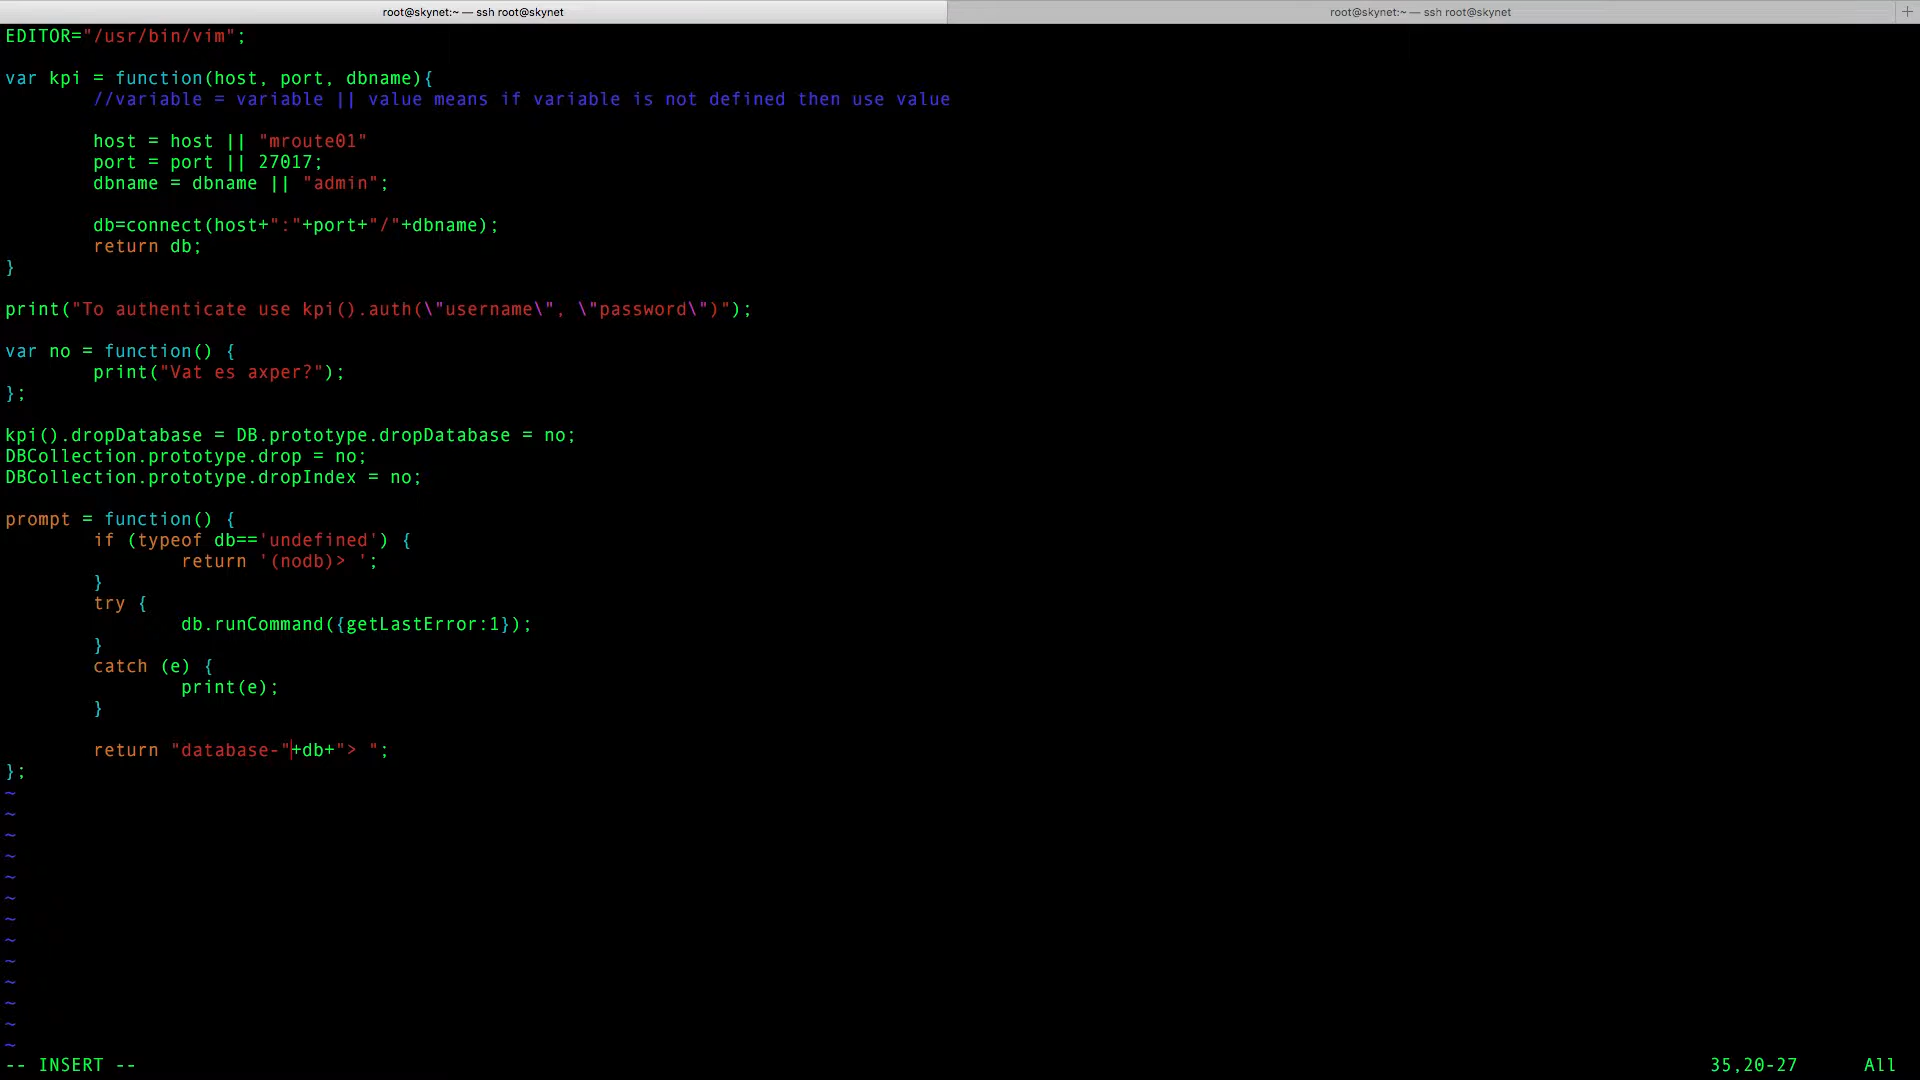 root@skynet:~ — ssh root@skynet
root@skynet:~ — ssh root@skynet
+
EDITOR="/usr/bin/vim";
var kpi = function(host, port, dbname){
//variable = variable || value means if variable is not defined then use value
host = host || "mroute01"
port = port || 27017;
dbname = dbname || "admin";
db=connect(host+":"+port+"/"+dbname);
return db;
}
print("To authenticate use kpi().auth(\"username\", \"password\")");
var no = function() {
print("Vat es axper?");
};
kpi().dropDatabase = DB.prototype.dropDatabase = no;
DBCollection.prototype.drop = no;
DBCollection.prototype.dropIndex = no;
prompt = function() {
if (typeof db=='undefined') {
return '(nodb)> ';
}
try {
db.runCommand({getLastError:1});
}
catch (e) {
print(e);
}
return "database-"+db+"> ";
};
~
~
~
~
~
~
~
~
~
~
~
~
~
-- INSERT --
35,20-27
All